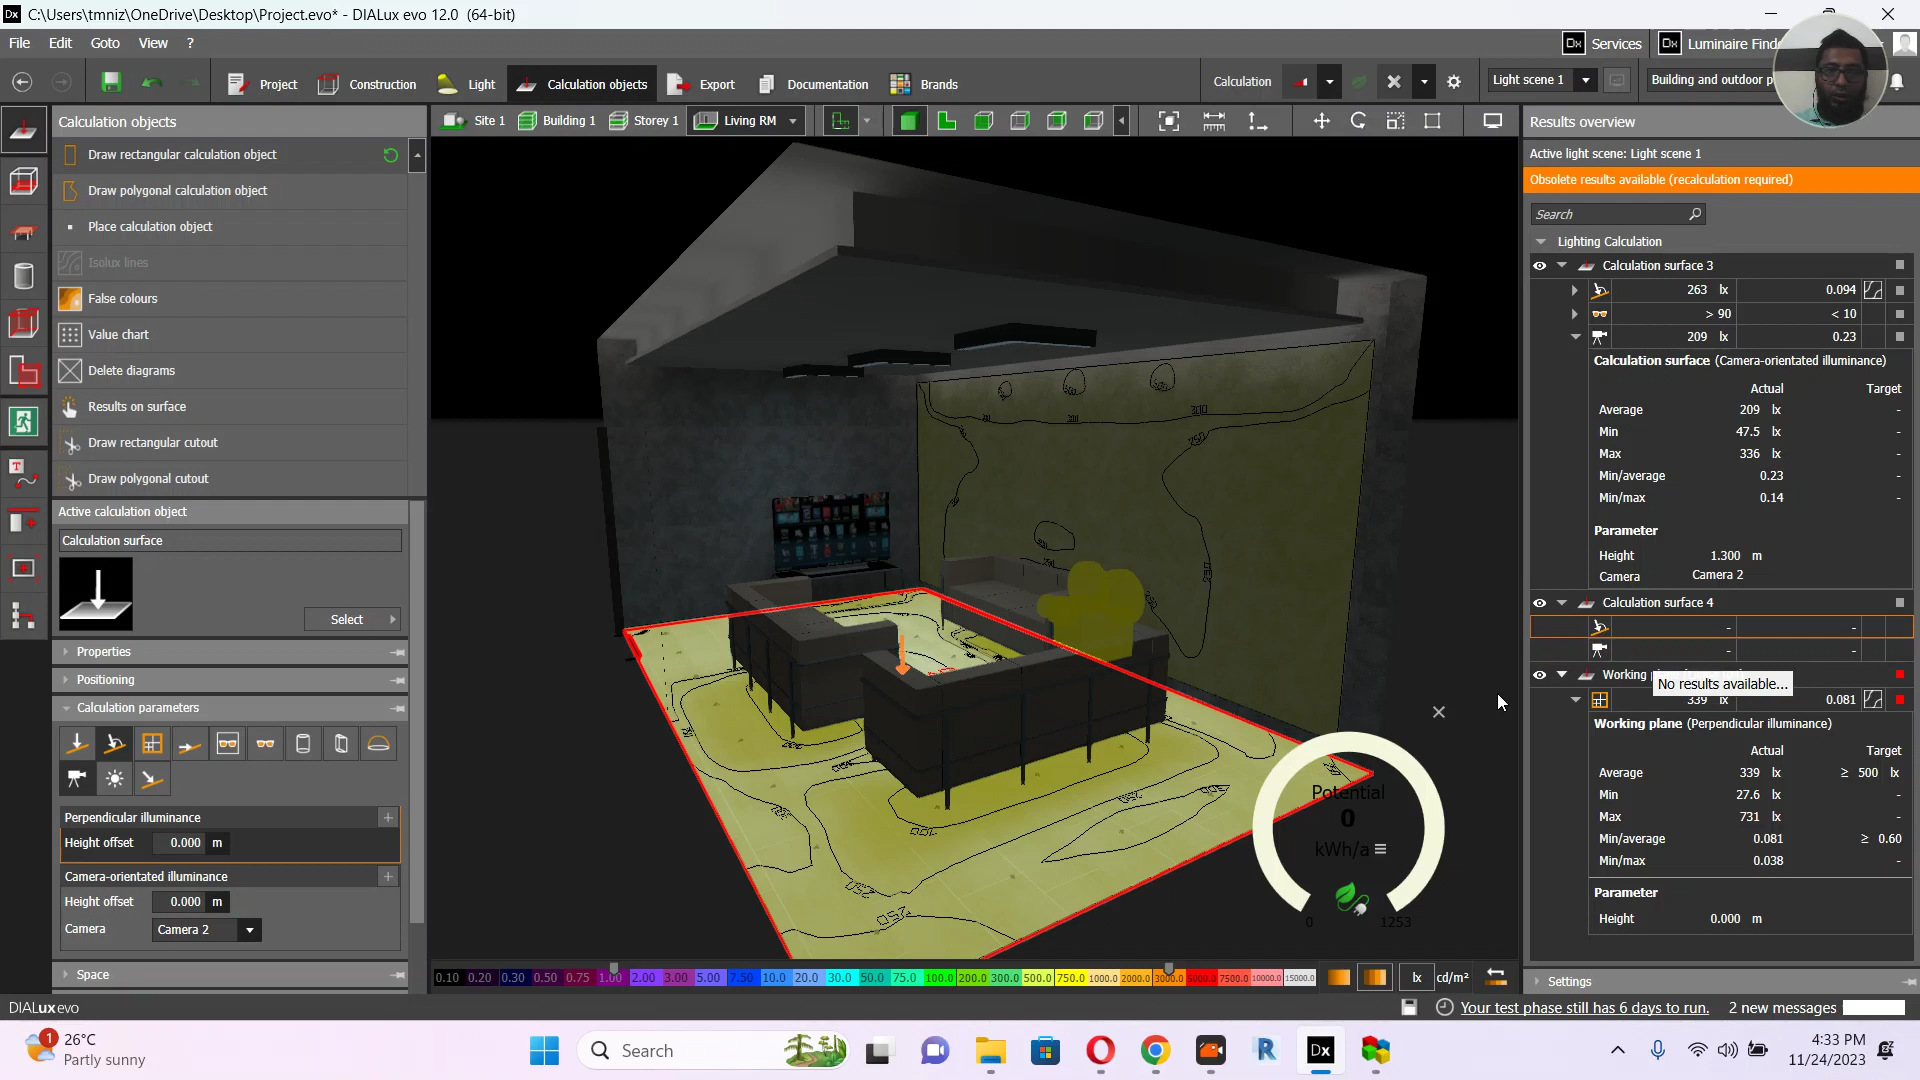 C:\Users\tmniz\OneDrive\Desktop\Project.evo* - DIALux evo 12.0 (64-bit)
File Edit Goto View ?
Services
Luminaire Find
Project Construction Light Calculation objects Export Documentation Brands
Calculation
Light scene 1
Building and outdoor p
Calculation objects
Site 1 Building 1 Storey 1 Living RM
Draw rectangular calculation object
Draw polygonal calculation object
Place calculation object
Isolux lines
False colours
Value chart
Delete diagrams
Results on surface
Draw rectangular cutout
Draw polygonal cutout
Active calculation object
Calculation surface
Select
Properties
Positioning
Calculation parameters
Perpendicular illuminance
Height offset 0.000 m
Camera-orientated illuminance
Height offset 0.000 m
Camera Camera 2
Space
Potential
0
kWh/a
0 1253
0.10 0.20 0.30 0.50 0.75 1.00 2.00 3.00 5.00 7.50 10.0 20.0 30.0 50.0 75.0 100.0 200.0 300.0 500.0 750.0 1000.0 2000.0 3000.0 5000.0 7500.0 10000.0 15000.0
lx cd/m²
Results overview
Active light scene: Light scene 1
Obsolete results available (recalculation required)
Search
Lighting Calculation
Calculation surface 3
263 lx 0.094
> 90 < 10
209 lx 0.23
Calculation surface (Camera-orientated illuminance)
Actual Target
Average 209 lx -
Min 47.5 lx -
Max 336 lx -
Min/average 0.23 -
Min/max 0.14 -
Parameter
Height 1.300 m
Camera Camera 2
Calculation surface 4
- -
- -
Working
No results available...
339 lx 0.081
Working plane (Perpendicular illuminance)
Actual Target
Average 339 lx ≥ 500 lx
Min 27.6 lx -
Max 731 lx -
Min/average 0.081 ≥ 0.60
Min/max 0.038 -
Parameter
Height 0.000 m
Settings
DIALux evo
Your test phase still has 6 days to run. 2 new messages
1
26°C
Partly sunny
Search
4:33 PM
11/24/2023